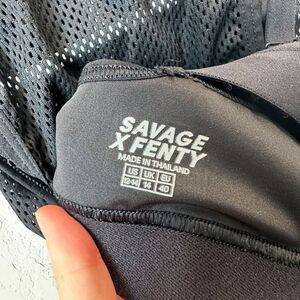 SAVAGE
X FENTY
MADE IN THAILAND
US UK EU
12-14 14 40